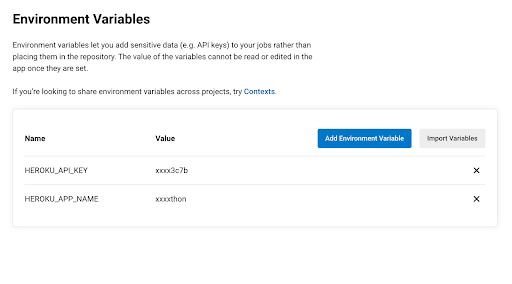 Environment Variables
Environment variables let you add sensitive data (e.g. API keys) to your jobs rather than
placing them in the repository. The value of the variables cannot be read or edited in the
app once they are set.
If you're looking to share environment variables across projects, try Contexts.
Name Value Add Environment Variable Import Variables
HEROKU_API_KEY xxxx3c7b
HEROKU_APP_NAME xxxxthon